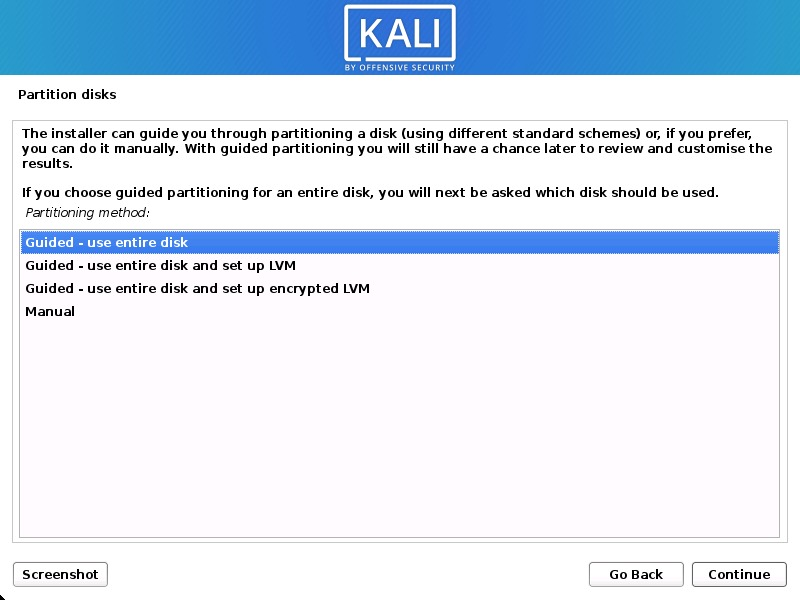 KALI
BY OFFENSIVE SECURITY
Partition disks
The installer can guide you through partitioning a disk (using different standard schemes) or, if you prefer,
you can do it manually. With guided partitioning you will still have a chance later to review and customise the
results.
If you choose guided partitioning for an entire disk, you will next be asked which disk should be used.
Partitioning method:
Guided - use entire disk
Guided - use entire disk and set up LVM
Guided - use entire disk and set up encrypted LVM
Manual
Screenshot
Go Back
Continue